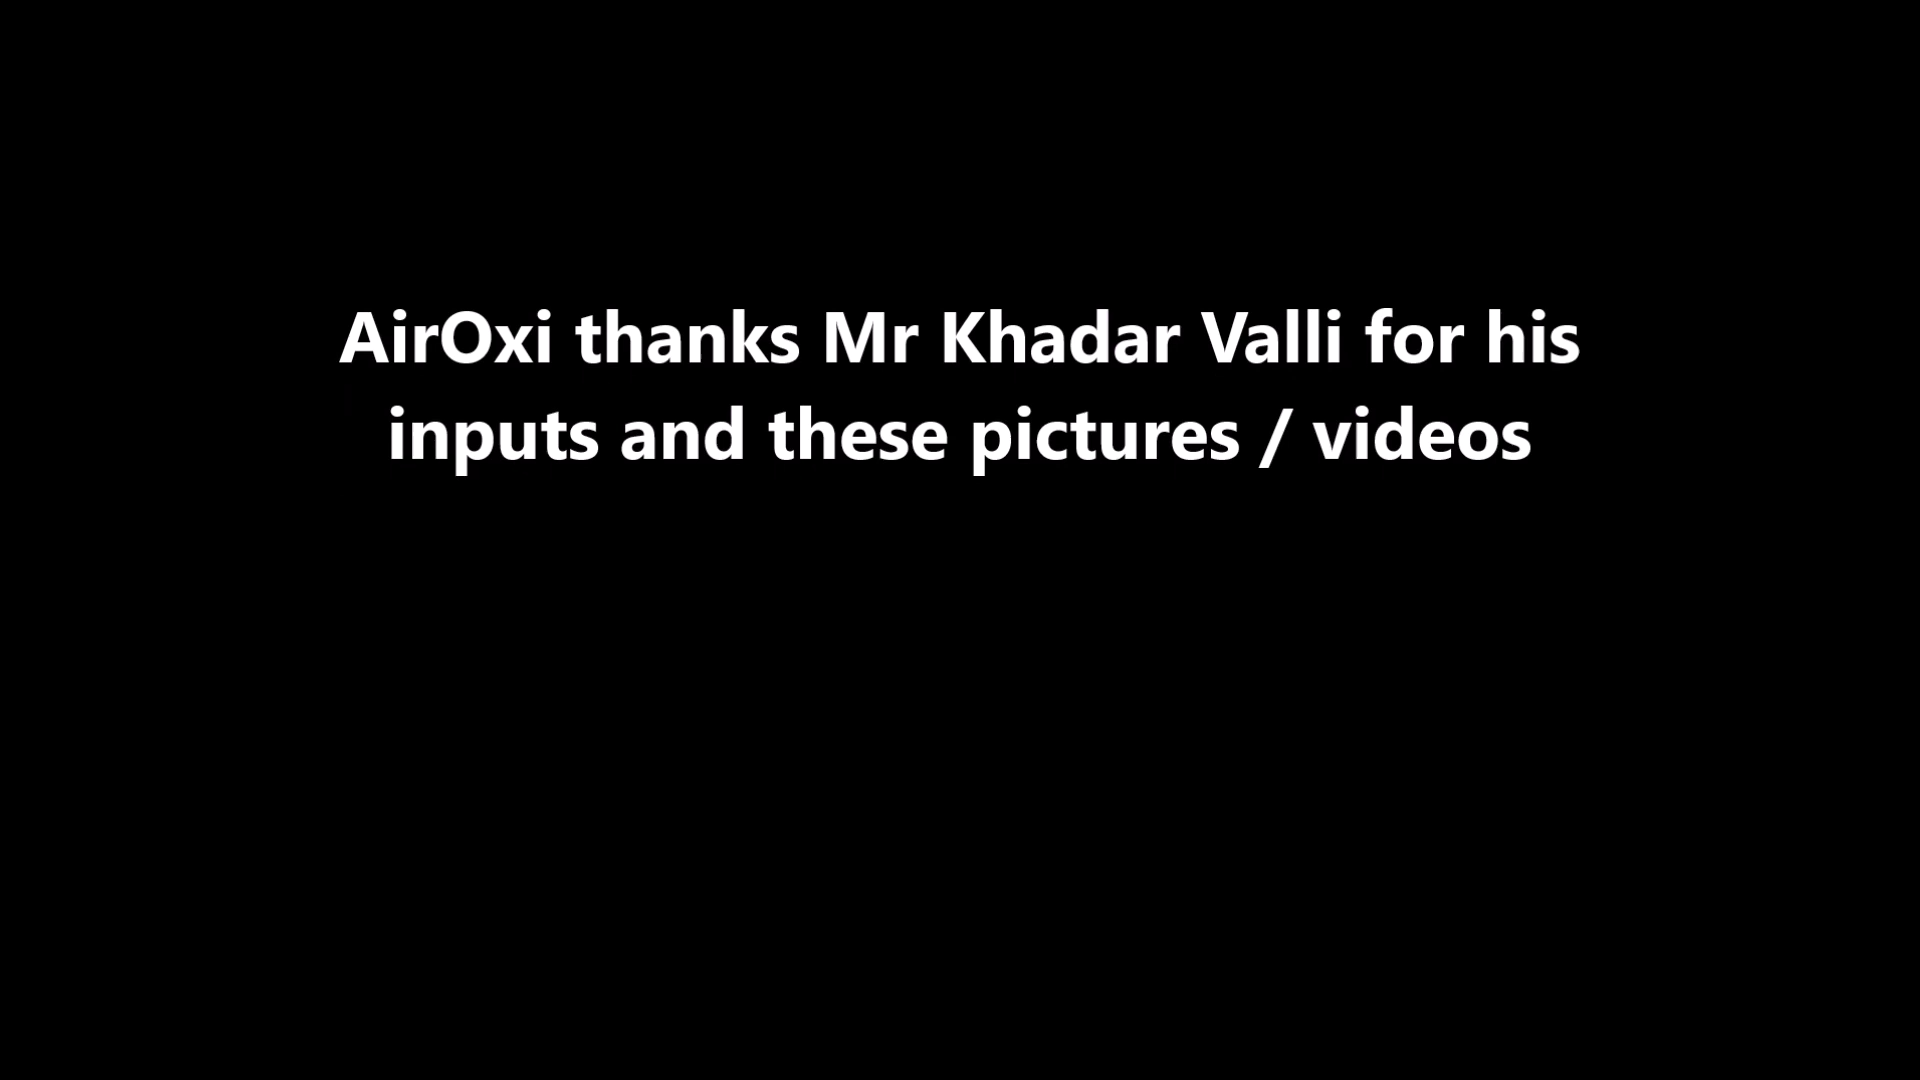 AirOxi thanks Mr Khadar Valli for his
inputs and these pictures / videos